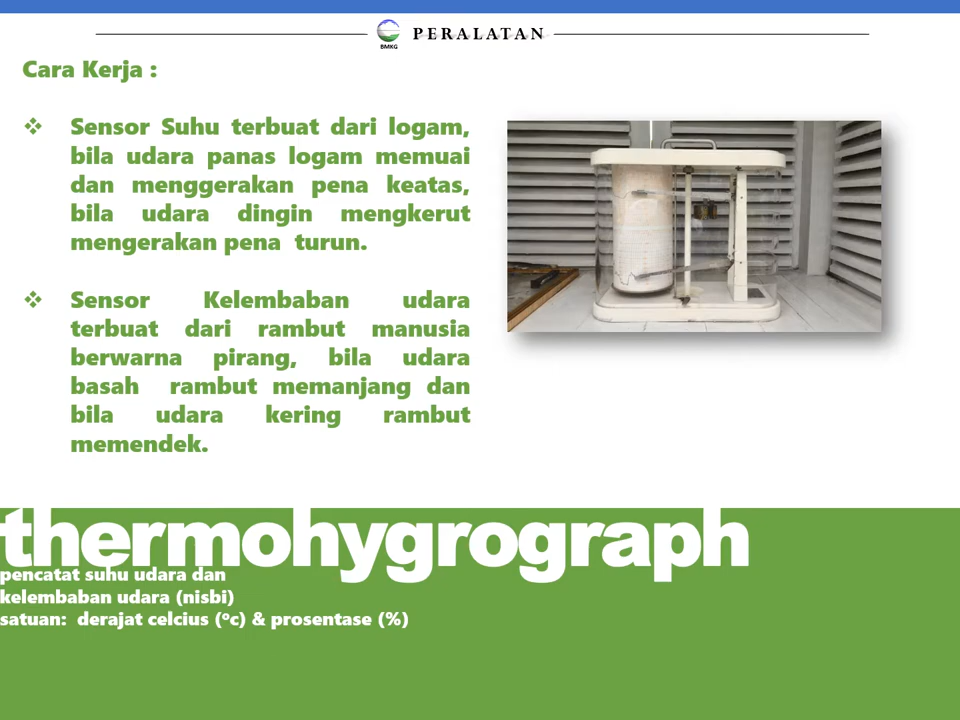 BMKG
PERALATAN
Cara Kerja :
❖ Sensor Suhu terbuat dari logam,
bila udara panas logam memuai
dan menggerakan pena keatas,
bila udara dingin mengkerut
mengerakan pena turun.
❖ Sensor Kelembaban udara
terbuat dari rambut manusia
berwarna pirang, bila udara
basah rambut memanjang dan
bila udara kering rambut
memendek.
thermohygrograph
pencatat suhu udara dan
kelembaban udara (nisbi)
satuan: derajat celcius (ºc) & prosentase (%)